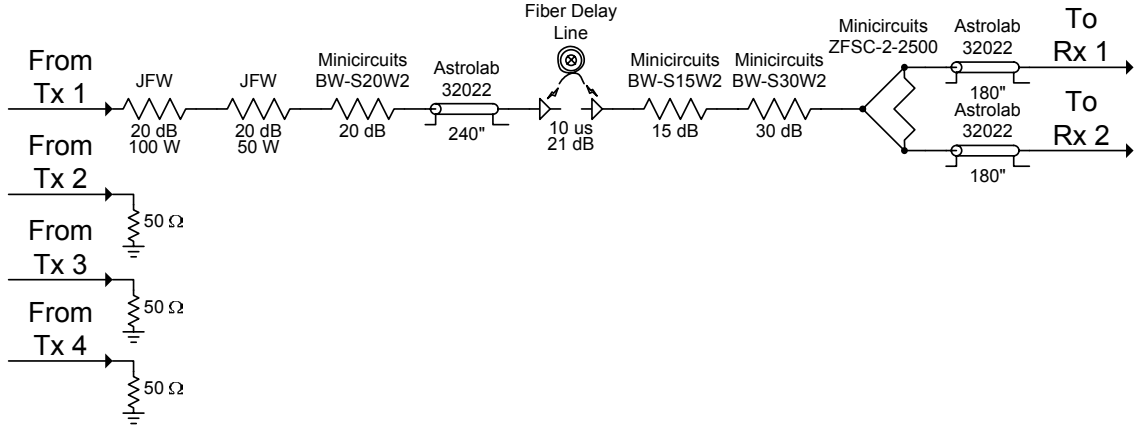 From
Tx 1
JFW
20 dB
100 W
JFW
20 dB
50 W
Minicircuits
BW-S20W2
20 dB
Astrolab
32022
240"
Fiber Delay
Line
10 us
21 dB
Minicircuits
BW-S15W2
15 dB
Minicircuits
BW-S30W2
30 dB
Minicircuits
ZFSC-2-2500
Astrolab
32022
180"
To
Rx 1
Astrolab
32022
180"
To
Rx 2
From
Tx 2
50 Ω
From
Tx 3
50 Ω
From
Tx 4
50 Ω